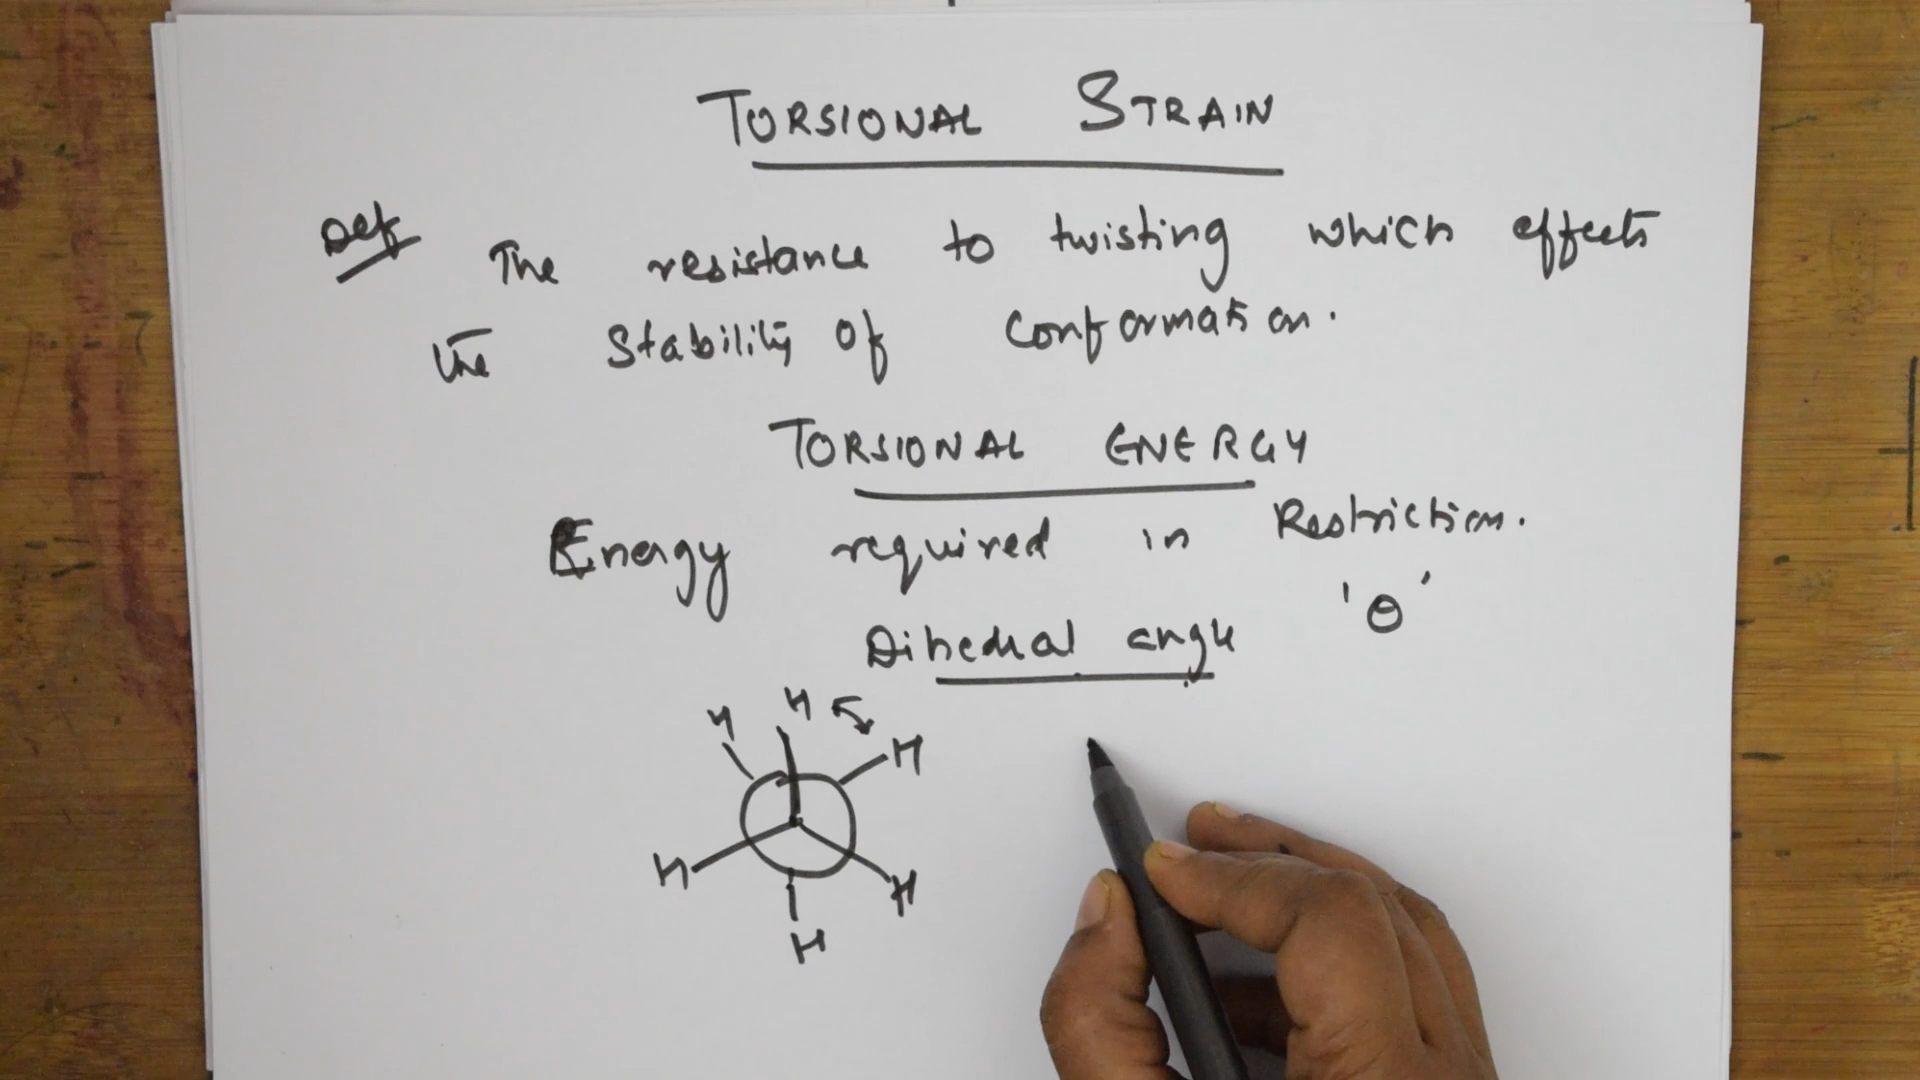 TORSIONAL STRAIN
Def The resistance to twisting which effects
the stability of conformation.
TORSIONAL ENERGY
Energy required in Restriction.
Dihedral angle 'θ'
H H
H
H H
H